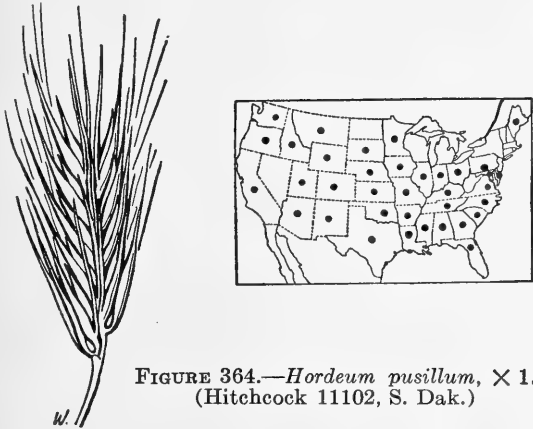 W.
FIGURE 364.—Hordeum pusillum, × 1.
(Hitchcock 11102, S. Dak.)